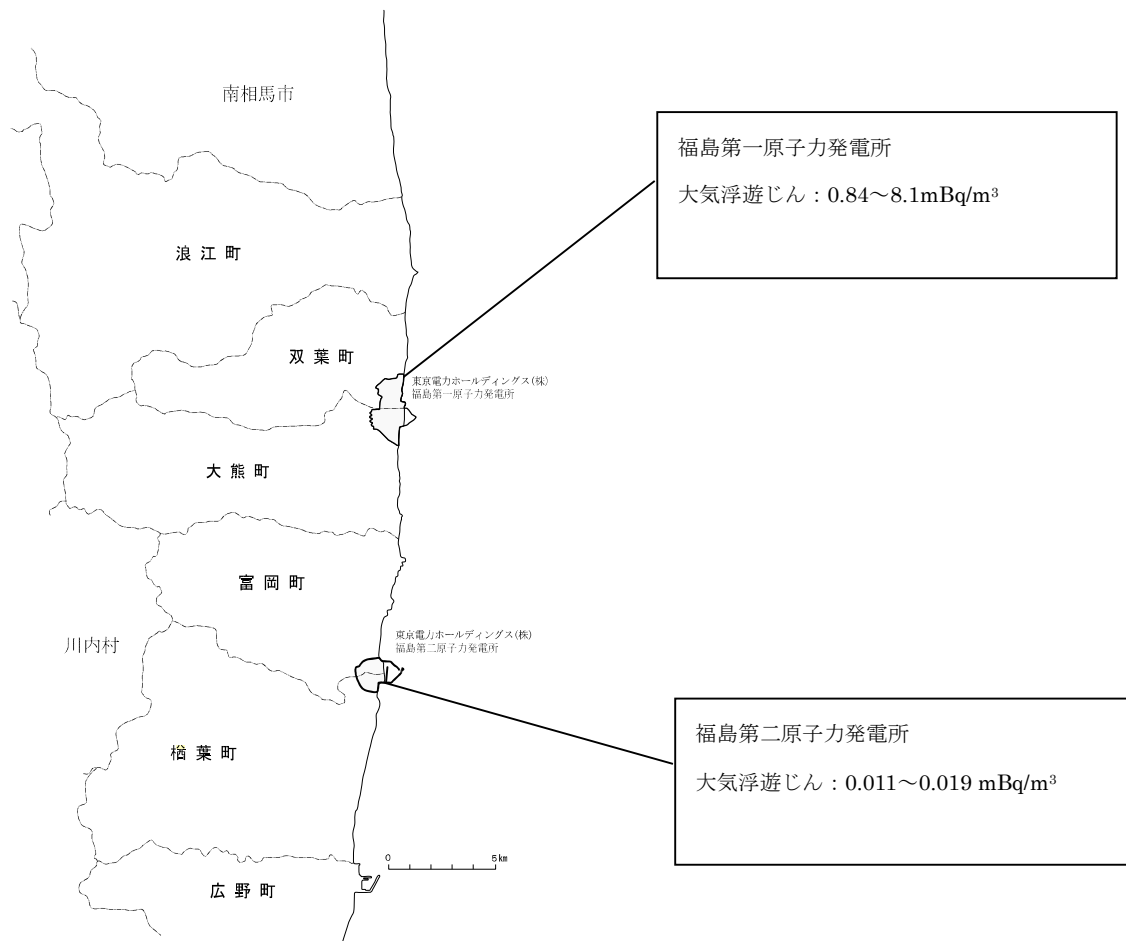 南相馬市
福島第一原子力発電所
大気浮遊じん：0.84～8.1mBq/m³
浪江町
双葉町
東京電力ホールディングス(株)
福島第一原子力発電所
大熊町
富岡町
東京電力ホールディングス(株)
福島第二原子力発電所
川内村
福島第二原子力発電所
大気浮遊じん：0.011～0.019 mBq/m³
楢葉町
0 5km
広野町